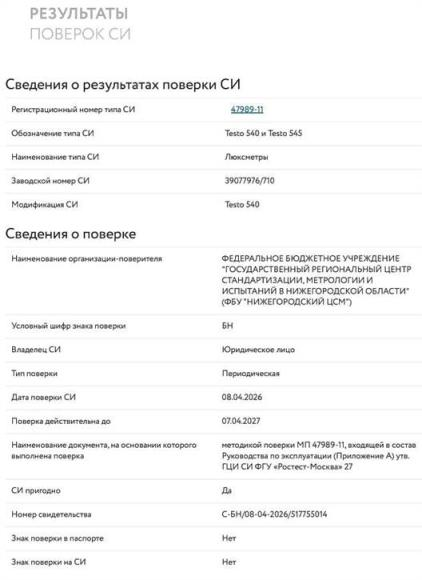 РЕЗУЛЬТАТЫ
ПОВЕРОК СИ
Сведения о результатах поверки СИ
Регистрационный номер типа СИ 47989-11
Обозначение типа СИ Testo 540 и Testo 545
Наименование типа СИ Люксметры
Заводской номер СИ 39077976/710
Модификация СИ Testo 540
Сведения о поверке
Наименование организации-поверителя ФЕДЕРАЛЬНОЕ БЮДЖЕТНОЕ УЧРЕЖДЕНИЕ
"ГОСУДАРСТВЕННЫЙ РЕГИОНАЛЬНЫЙ ЦЕНТР
СТАНДАРТИЗАЦИИ, МЕТРОЛОГИИ И
ИСПЫТАНИЙ В НИЖЕГОРОДСКОЙ ОБЛАСТИ"
(ФБУ "НИЖЕГОРОДСКИЙ ЦСМ")
Условный шифр знака поверки БН
Владелец СИ Юридическое лицо
Тип поверки Периодическая
Дата поверки СИ 08.04.2026
Поверка действительна до 07.04.2027
Наименование документа, на основании которого методикой поверки МП 47989-11, входящей в состав
выполнена поверка Руководства по эксплуатации (Приложение А) утв.
ГЦИ СИ ФГУ «Ростест-Москва» 27
СИ пригодно Да
Номер свидетельства С-БН/08-04-2026/517755014
Знак поверки в паспорте Нет
Знак поверки на СИ Нет